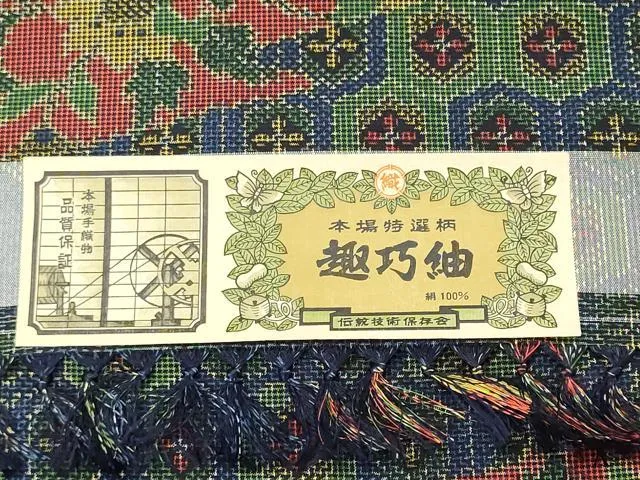 本場手織物
品質保証
織
本場特選柄
趣巧紬
絹100%
伝統技術保存会